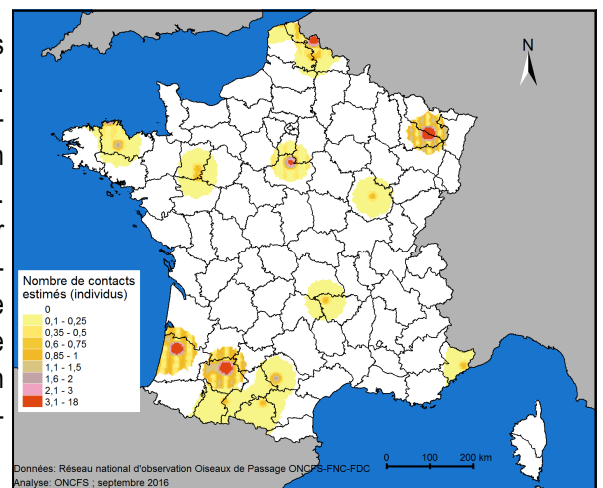 N
Nombre de contacts
estimés (individus)
0
0,1 - 0,25
0,35 - 0,5
0,6 - 0,75
0,85 - 1
1,1 - 1,5
1,6 - 2
2,1 - 3
3,1 - 18
0 100 200 km
Données: Réseau national d'observation Oiseaux de Passage ONCFS-FNC-FDC
Analyse: ONCFS ; septembre 2016